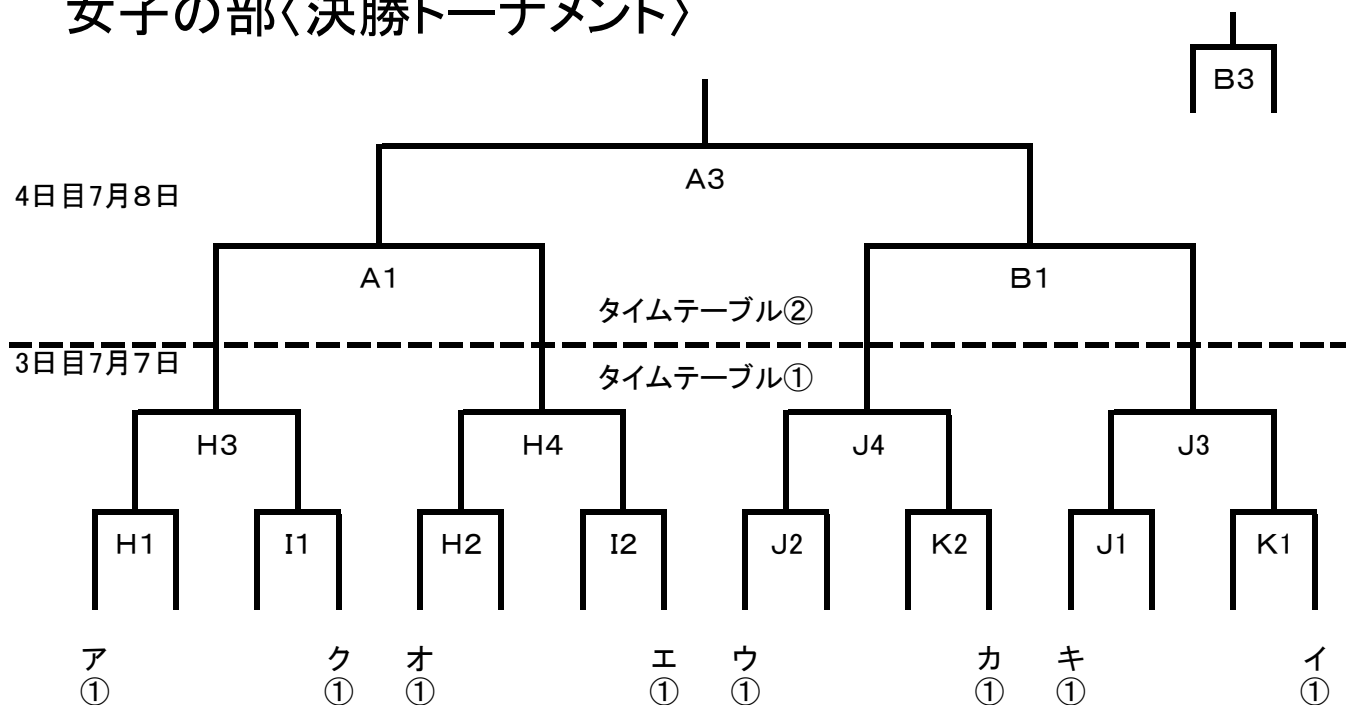 女子の部〈決勝トーナメント〉
B3
A3
4日目7月8日
A1
B1
タイムテーブル②
3日目7月7日
タイムテーブル①
H3
H4
J4
J3
H1
I1
H2
I2
J2
K2
J1
K1
ア
ク
オ
エ
ウ
カ
キ
イ
①
①
①
①
①
①
①
①